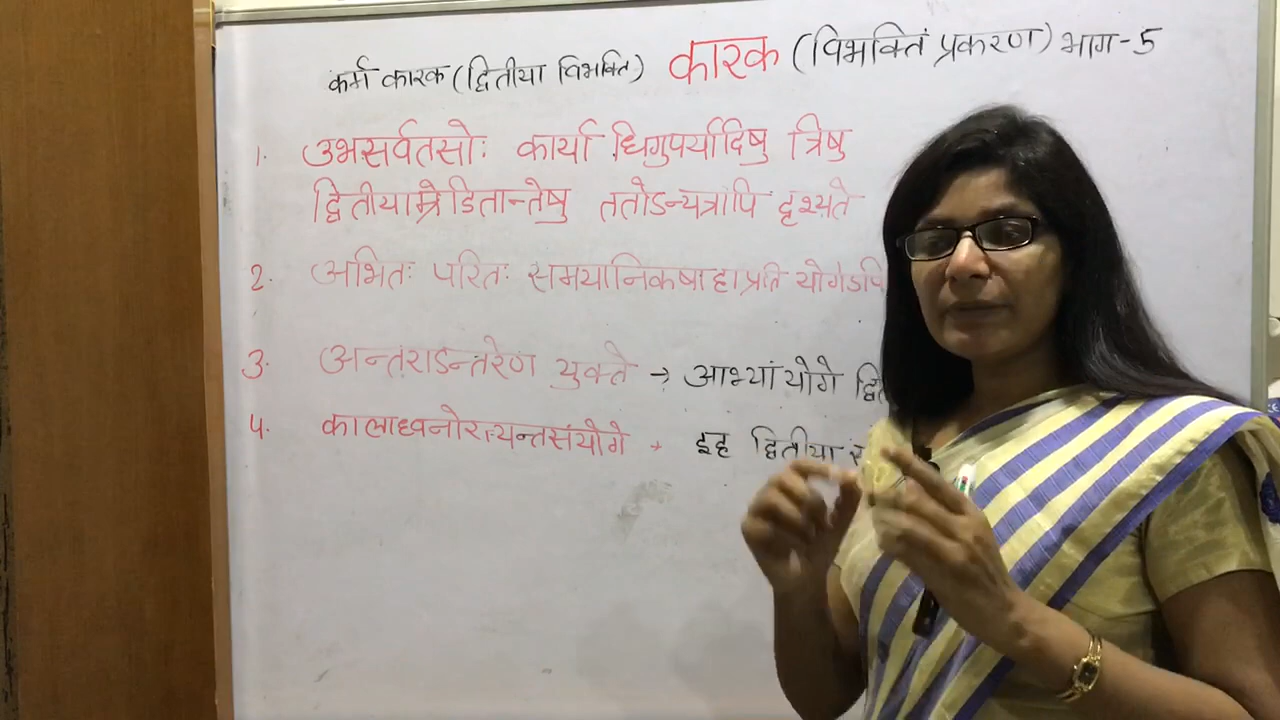 कर्म कारक (द्वितीया विभक्ति) कारक (विभक्तिं प्रकरण) भाग-5
1. उभसर्वतसोः कार्या धिगुपर्यादिषु त्रिषु
द्वितीयाम्रेडितान्तेषु ततोऽन्यत्रापि दृश्यते
2. अभितः परितः समयानिकषाहाप्रति योगेऽपि
3. अन्तराऽन्तरेण युक्ते → आभ्यां योगे
4. कालाध्वनोरत्यन्तसंयोगे → इह द्वितीया